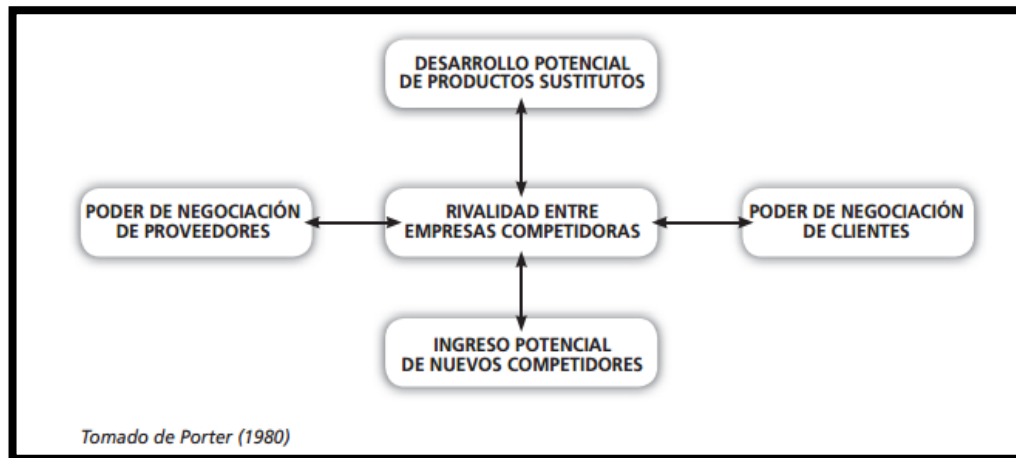 DESARROLLO POTENCIAL
DE PRODUCTOS SUSTITUTOS
PODER DE NEGOCIACIÓN
DE PROVEEDORES
RIVALIDAD ENTRE
EMPRESAS COMPETIDORAS
PODER DE NEGOCIACIÓN
DE CLIENTES
INGRESO POTENCIAL
DE NUEVOS COMPETIDORES
Tomado de Porter (1980)